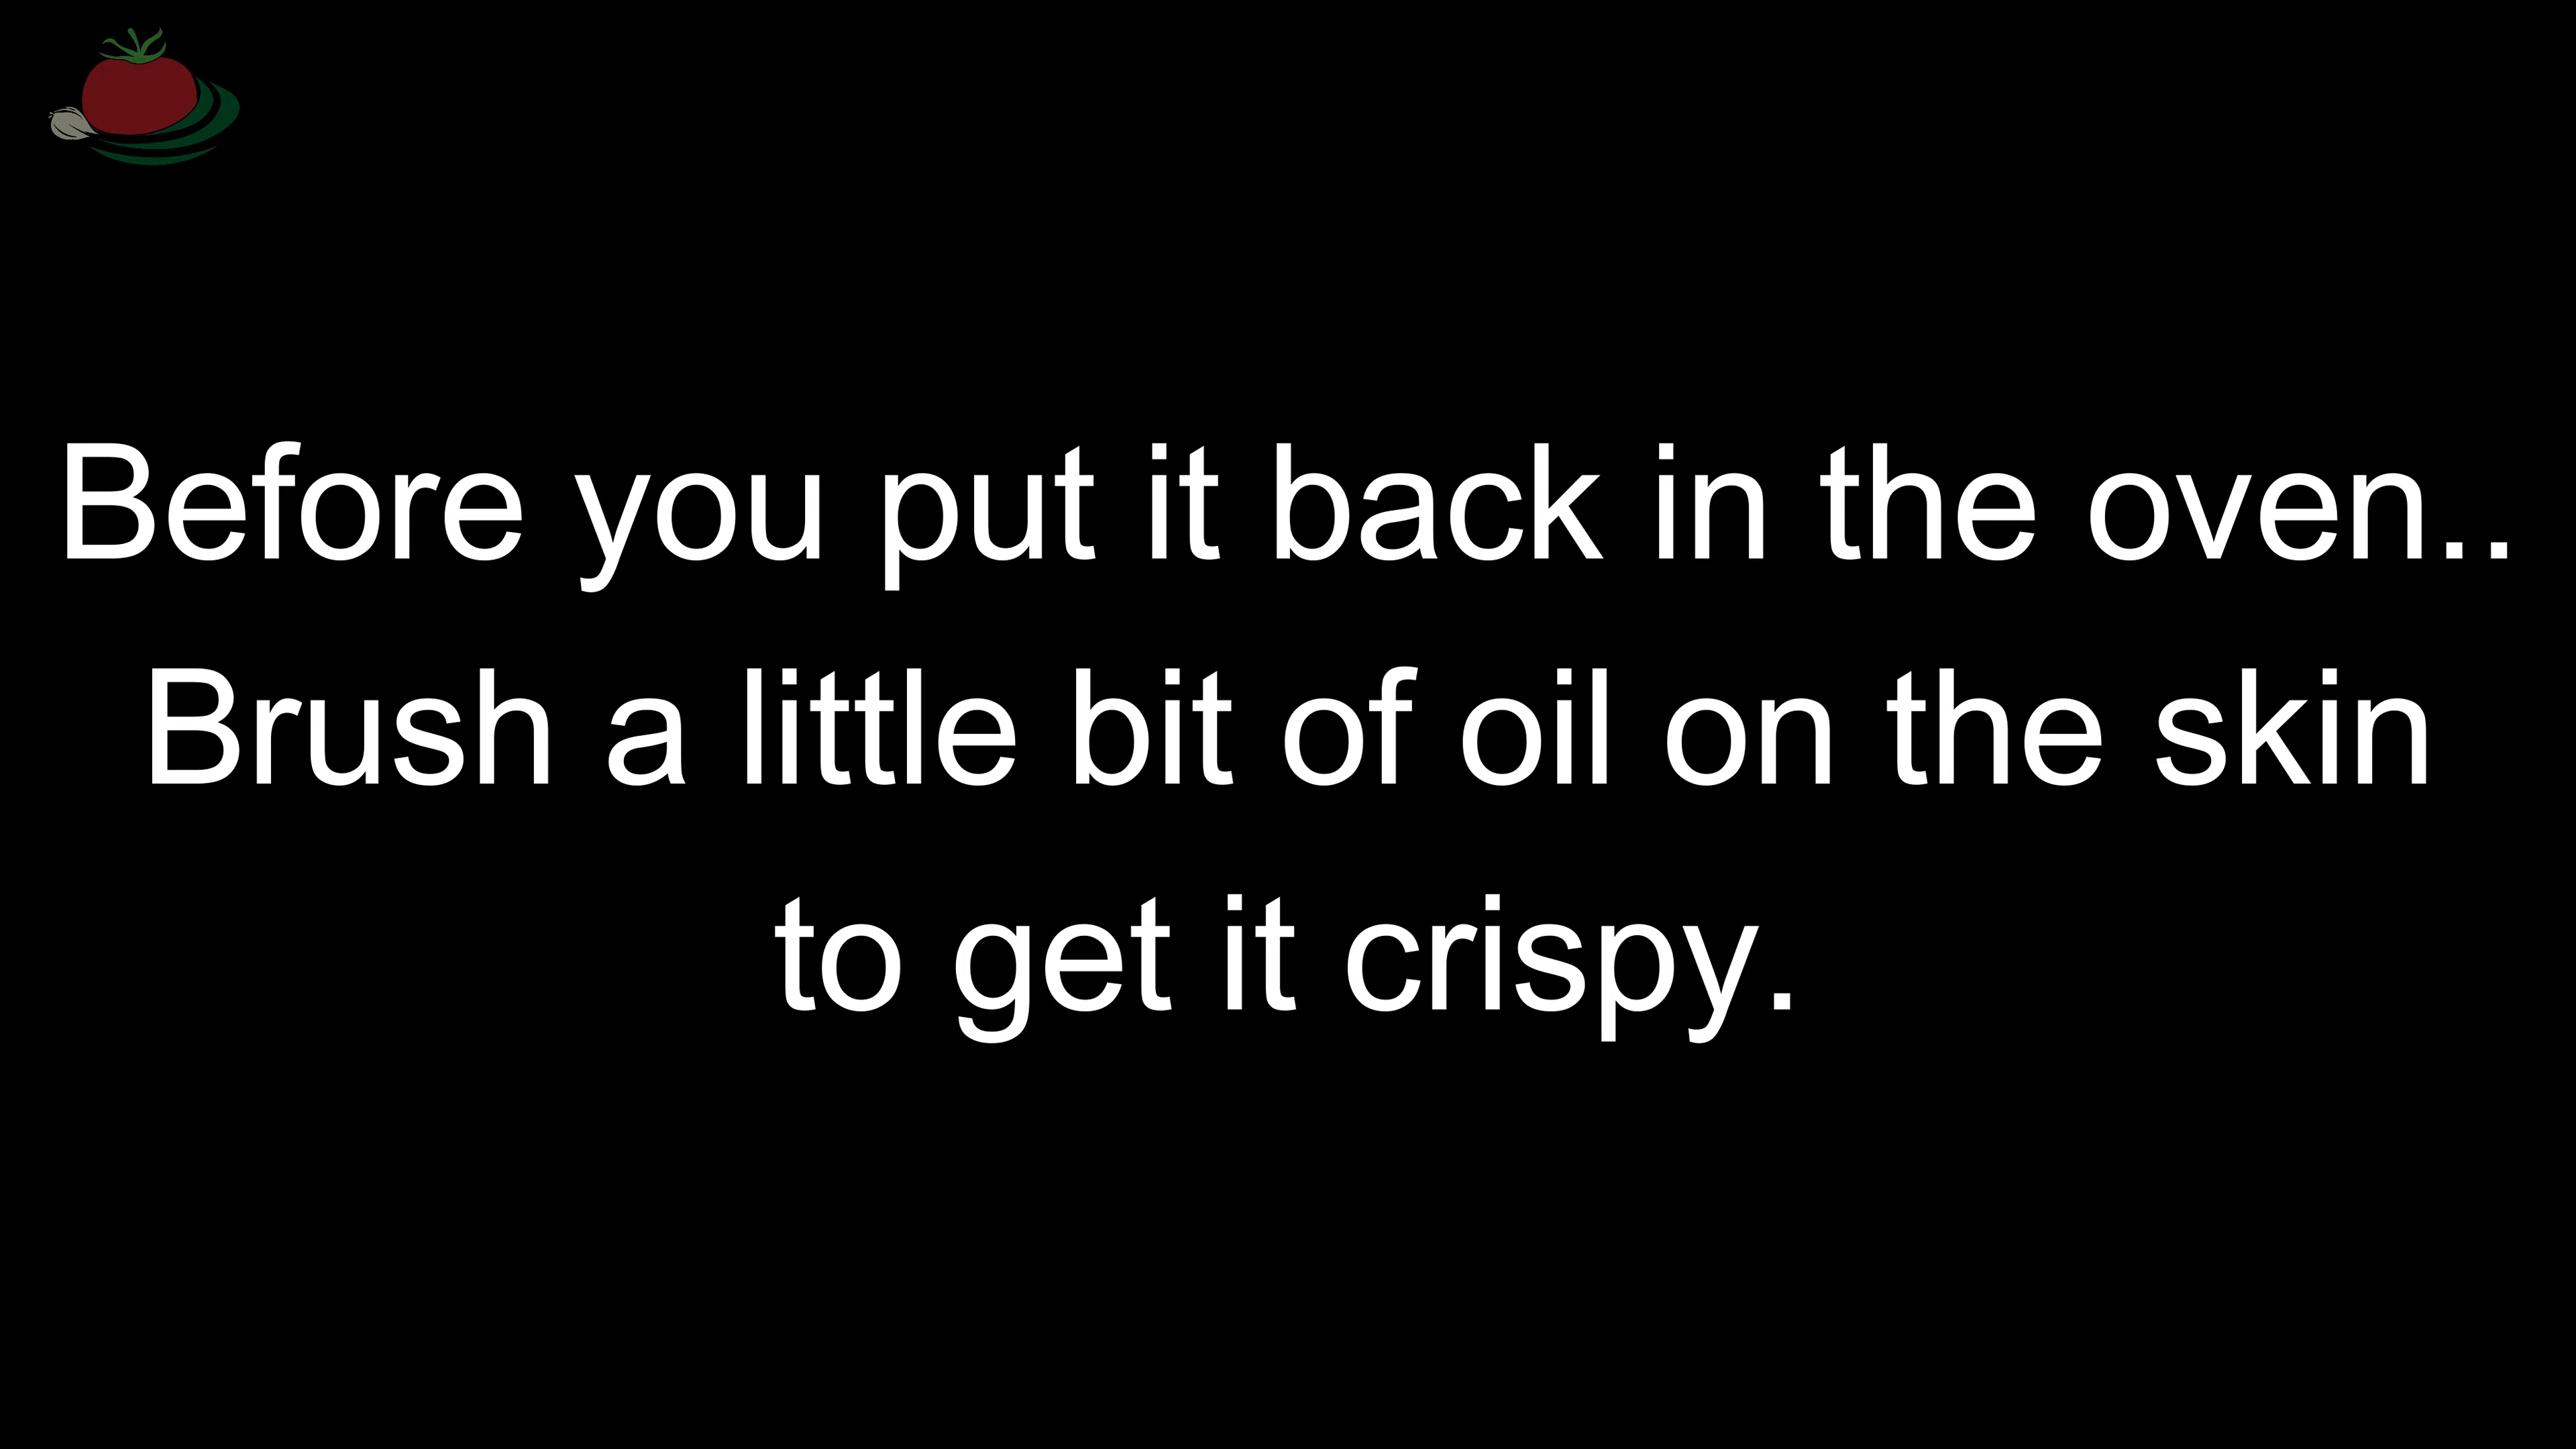 Before you put it back in the oven..
Brush a little bit of oil on the skin
to get it crispy.